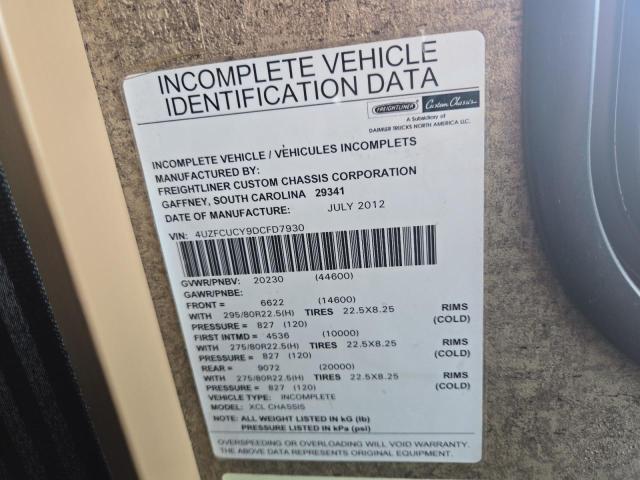 INCOMPLETE VEHICLE
IDENTIFICATION DATA
FREIGHTLINER Custom Chassis
A Subsidiary of
DAIMLER TRUCKS NORTH AMERICA LLC.
INCOMPLETE VEHICLE / VEHICULES INCOMPLETS
MANUFACTURED BY:
FREIGHTLINER CUSTOM CHASSIS CORPORATION
GAFFNEY, SOUTH CAROLINA 29341
DATE OF MANUFACTURE: JULY 2012
VIN: 4UZFCUCY9DCFD7930
GVWR/PNBV: 20230 (44600)
GAWR/PNBE:
FRONT = 6622 (14600)
WITH 295/80R22.5(H) TIRES 22.5X8.25 RIMS
PRESSURE = 827 (120) (COLD)
FIRST INTMD = 4536 (10000)
WITH 275/80R22.5(H) TIRES 22.5X8.25 RIMS
PRESSURE = 827 (120) (COLD)
REAR = 9072 (20000)
WITH 275/80R22.5(H) TIRES 22.5X8.25 RIMS
PRESSURE = 827 (120) (COLD)
VEHICLE TYPE: INCOMPLETE
MODEL: XCL CHASSIS
NOTE: ALL WEIGHT LISTED IN kG (lb)
PRESSURE LISTED IN kPa (psi)
OVERSPEEDING OR OVERLOADING COULD RESULT IN DAMAGE.
THE ABOVE DATA REPRESENTS ORIGINAL EQUIPMENT.